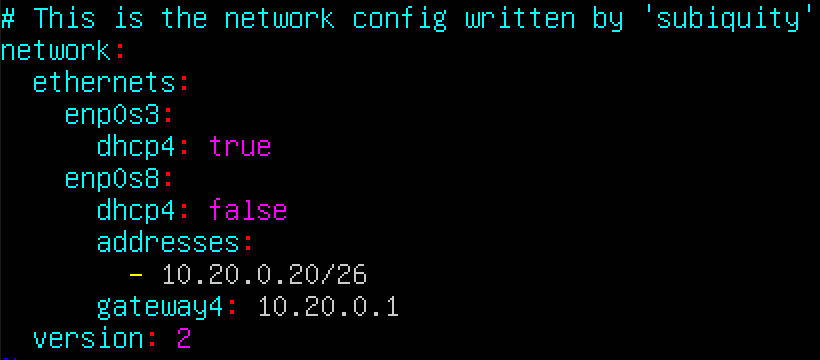 # This is the network config written by 'subiquity'
network:
  ethernets:
    enp0s3:
      dhcp4: true
    enp0s8:
      dhcp4: false
      addresses:
        - 10.20.0.20/26
      gateway4: 10.20.0.1
  version: 2